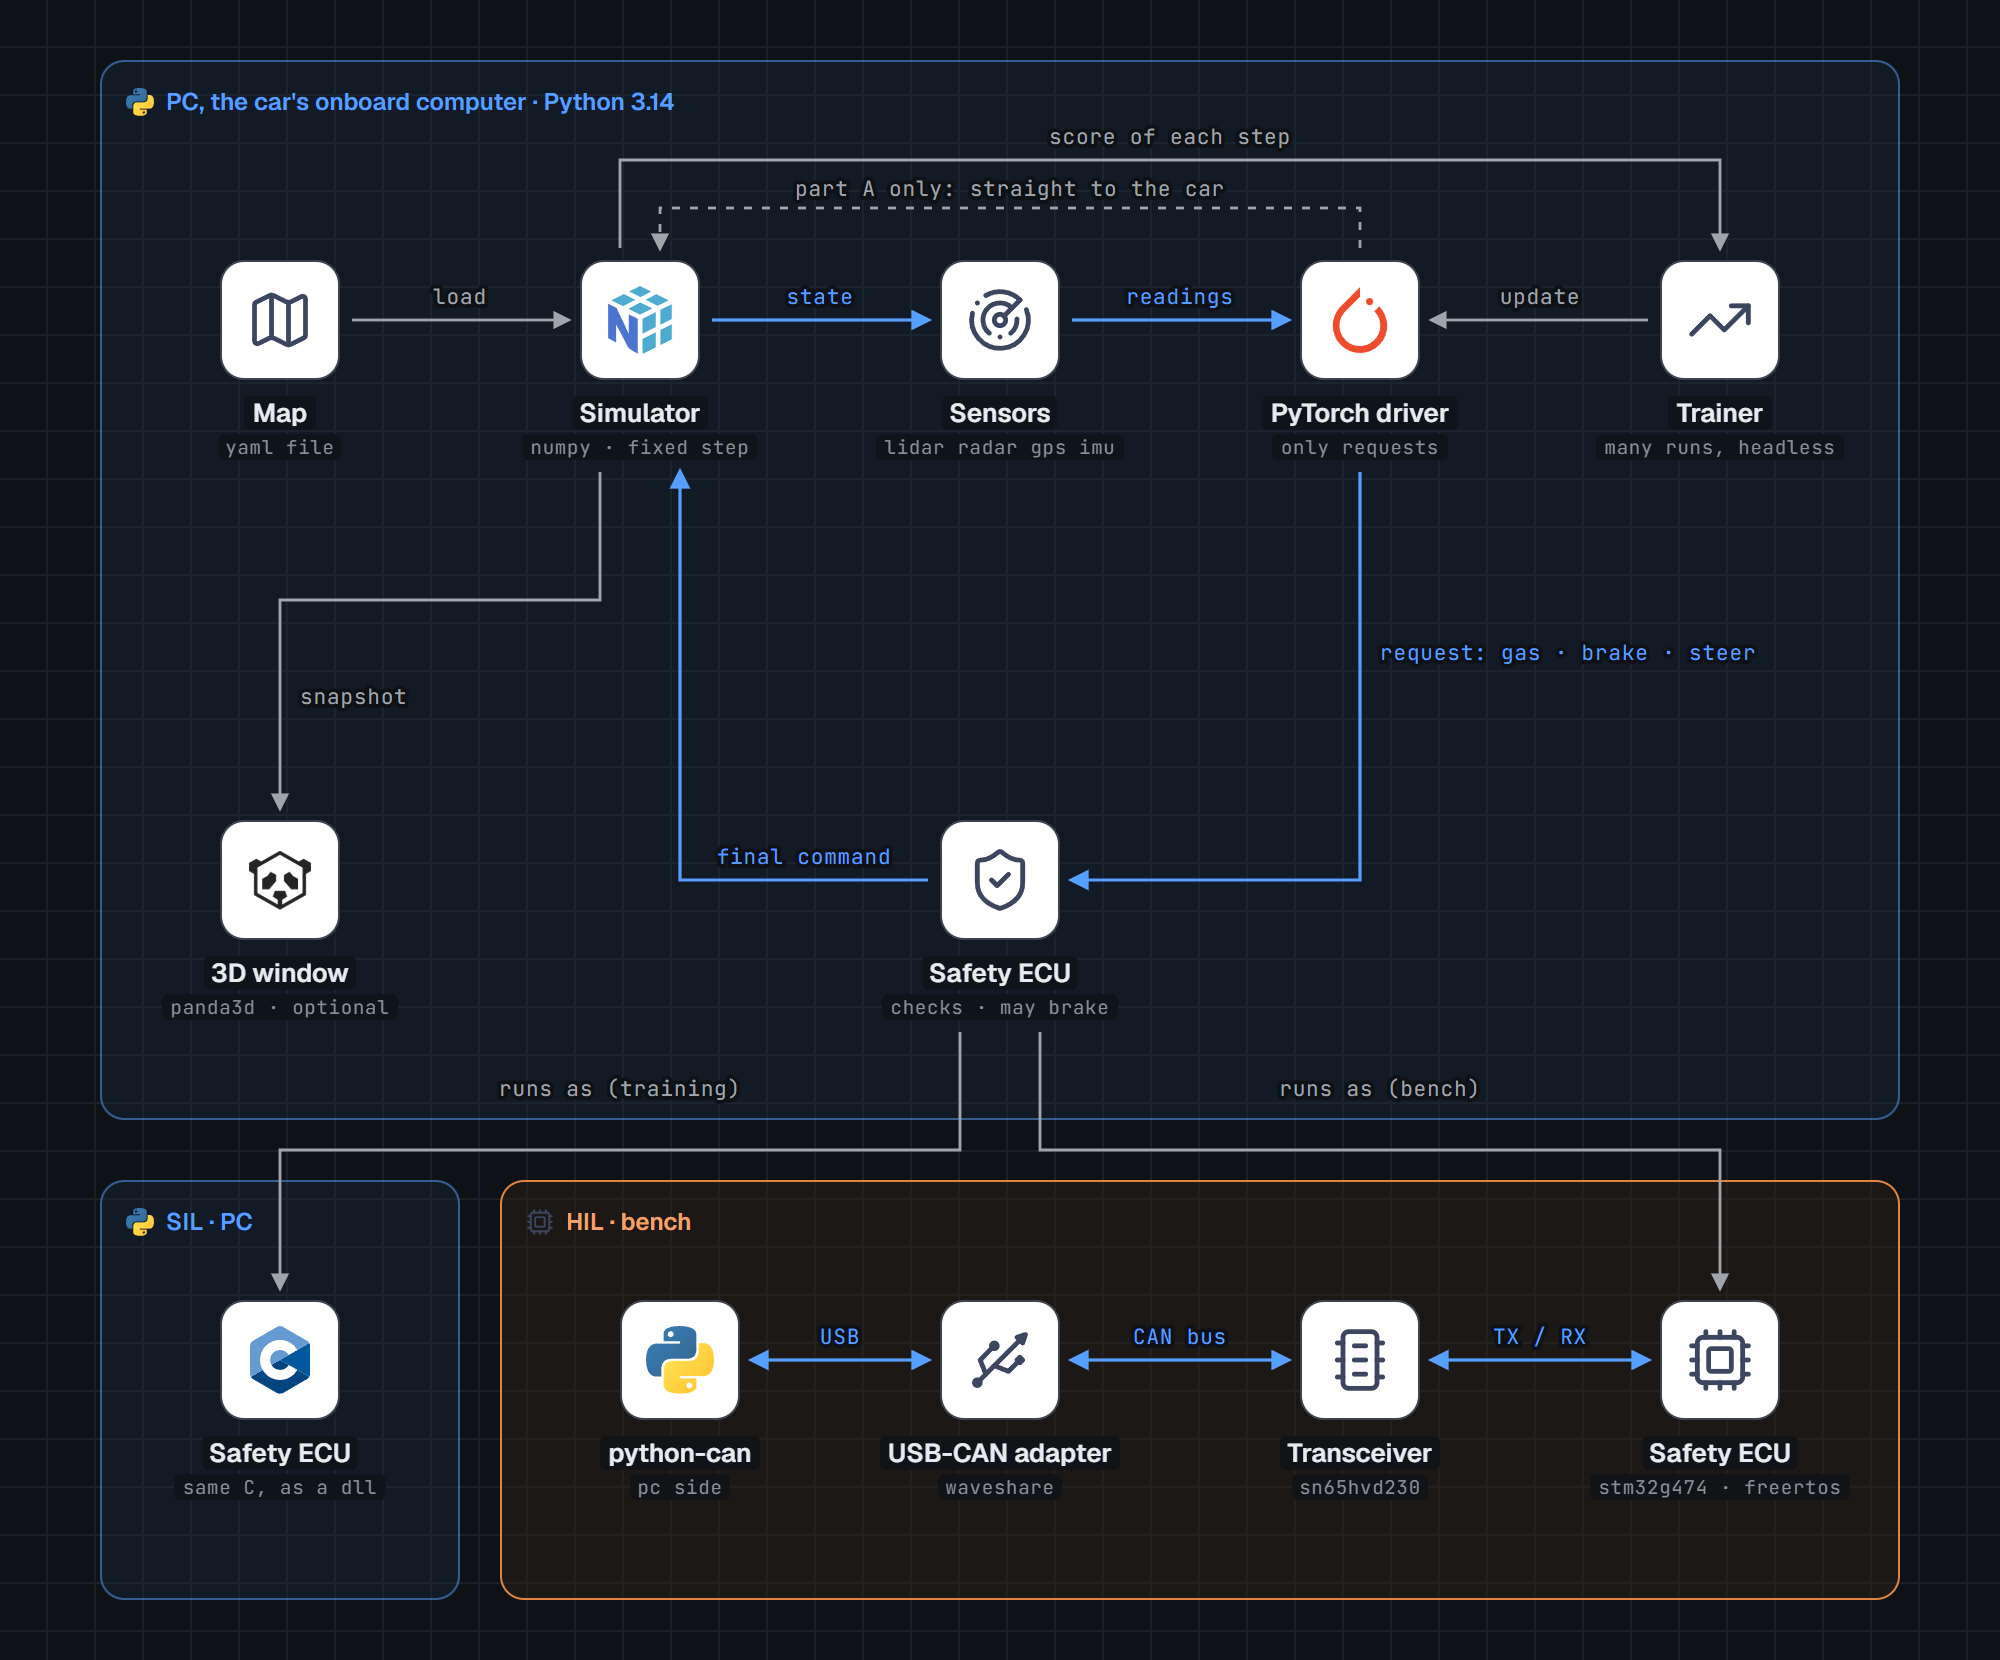 PC, the car's onboard computer · Python 3.14
score of each step
part A only: straight to the car
load
state
readings
update
Map
yaml file
Simulator
numpy · fixed step
Sensors
lidar radar gps imu
PyTorch driver
only requests
Trainer
many runs, headless
request: gas · brake · steer
snapshot
final command
3D window
panda3d · optional
Safety ECU
checks · may brake
runs as (training)
runs as (bench)
SIL · PC
Safety ECU
same C, as a dll
HIL · bench
USB
CAN bus
TX / RX
python-can
pc side
USB-CAN adapter
waveshare
Transceiver
sn65hvd230
Safety ECU
stm32g474 · freertos